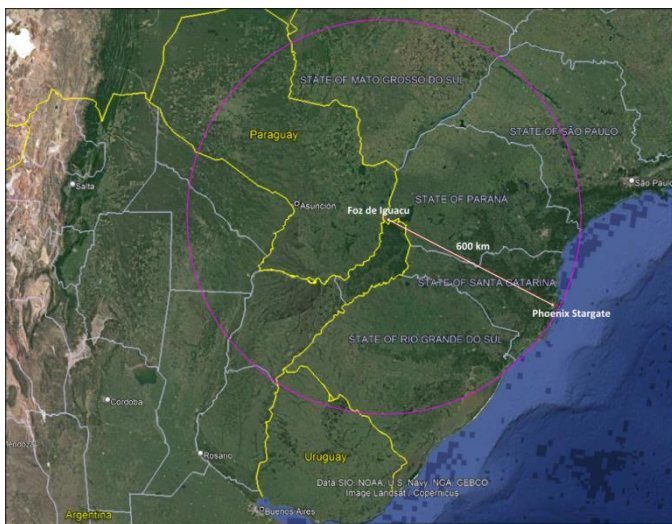 STATE OF MATO GROSSO DO SUL
Paraguay
STATE OF SÃO PAULO
Salta
São Paulo
Asunción
Foz de Iguacu
STATE OF PARANÁ
600 km
STATE OF SANTA CATARINA
Phoenix Stargate
STATE OF RIO GRANDE DO SUL
Cordoba
Mendoza
Rosario
Uruguay
Data SIO, NOAA, U.S. Navy, NGA, GEBCO
Image Landsat / Copernicus
Buenos Aires
Argentina